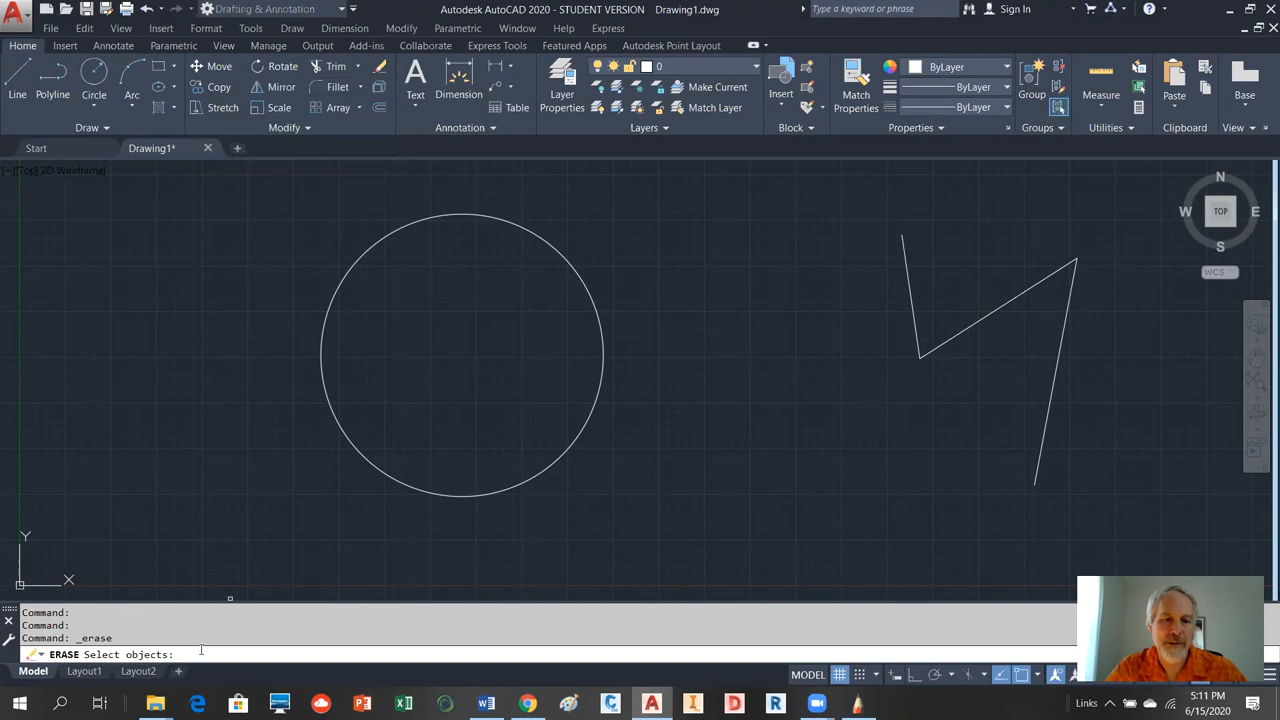 Drafting & Annotation
Autodesk AutoCAD 2020 - STUDENT VERSION Drawing1.dwg
Type a keyword or phrase
Sign In
File Edit View Insert Format Tools Draw Dimension Modify Parametric Window Help Express
Home Insert Annotate Parametric View Manage Output Add-ins Collaborate Express Tools Featured Apps Autodesk Point Layout
Line Polyline Circle Arc
Move Rotate Trim
Copy Mirror Fillet
Stretch Scale Array
Text Dimension Table
Layer Properties
0
Make Current
Match Layer
Insert
Match Properties
ByLayer
ByLayer
ByLayer
Group
Measure
Paste
Base
Draw Modify Annotation Layers Block Properties Groups Utilities Clipboard View
Start Drawing1*
[−][Top] 2D Wireframe]
N
W TOP E
S
WCS
Y
X
Command:
Command:
Command: _erase
ERASE Select objects:
Model Layout1 Layout2
MODEL
Links
5:11 PM
6/15/2020